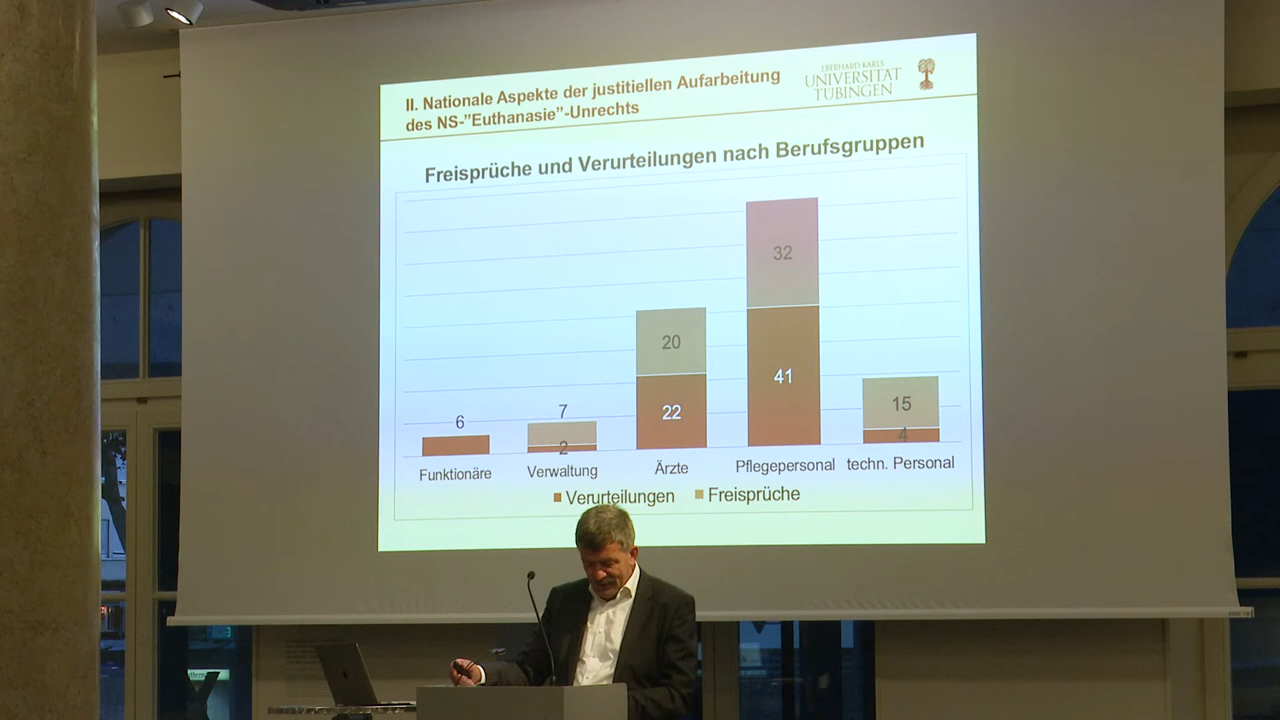 II. Nationale Aspekte der justitiellen Aufarbeitung
des NS-"Euthanasie"-Unrechts
EBERHARD KARLS
UNIVERSITÄT
TÜBINGEN
Freisprüche und Verurteilungen nach Berufsgruppen
6
7
2
20
22
32
41
15
4
Funktionäre
Verwaltung
Ärzte
Pflegepersonal
techn. Personal
Verurteilungen
Freisprüche